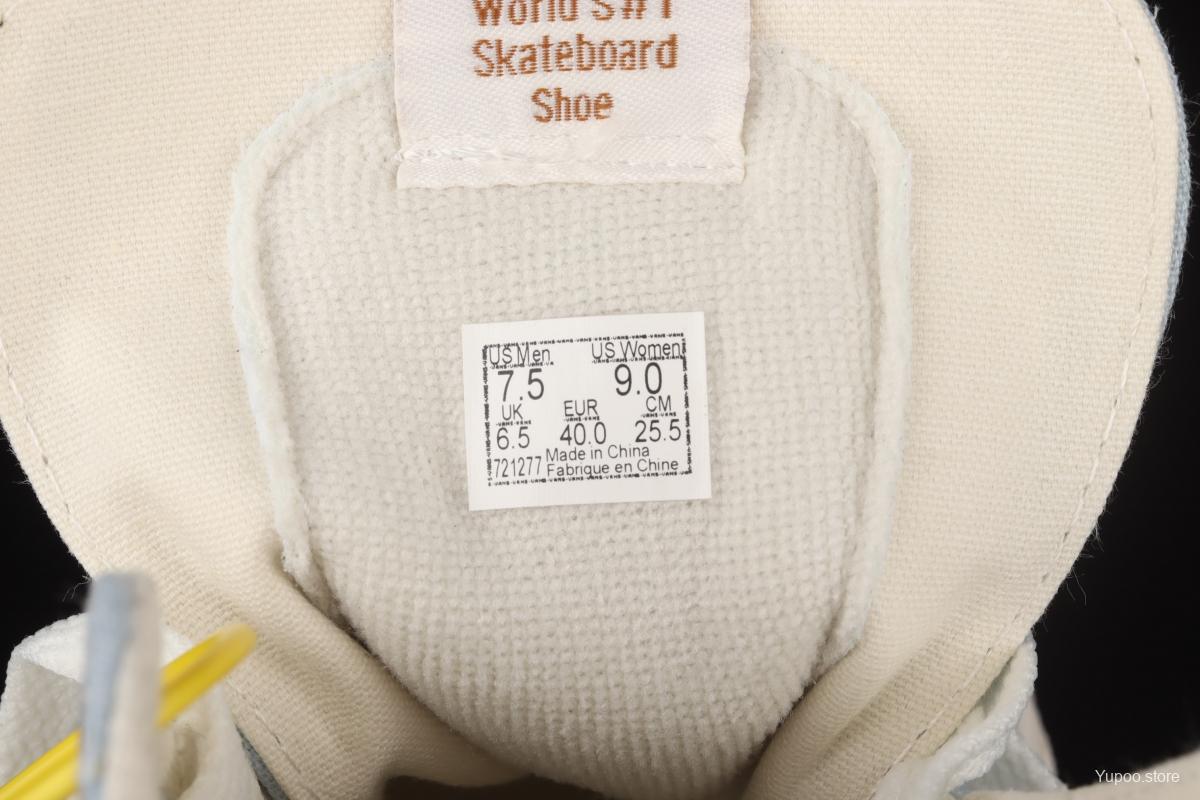 World's #1
Skateboard
Shoe
US Men US Women
7.5 9.0
UK EUR CM
6.5 40.0 25.5
721277 Made in China
Fabrique en Chine
Yupoo.store